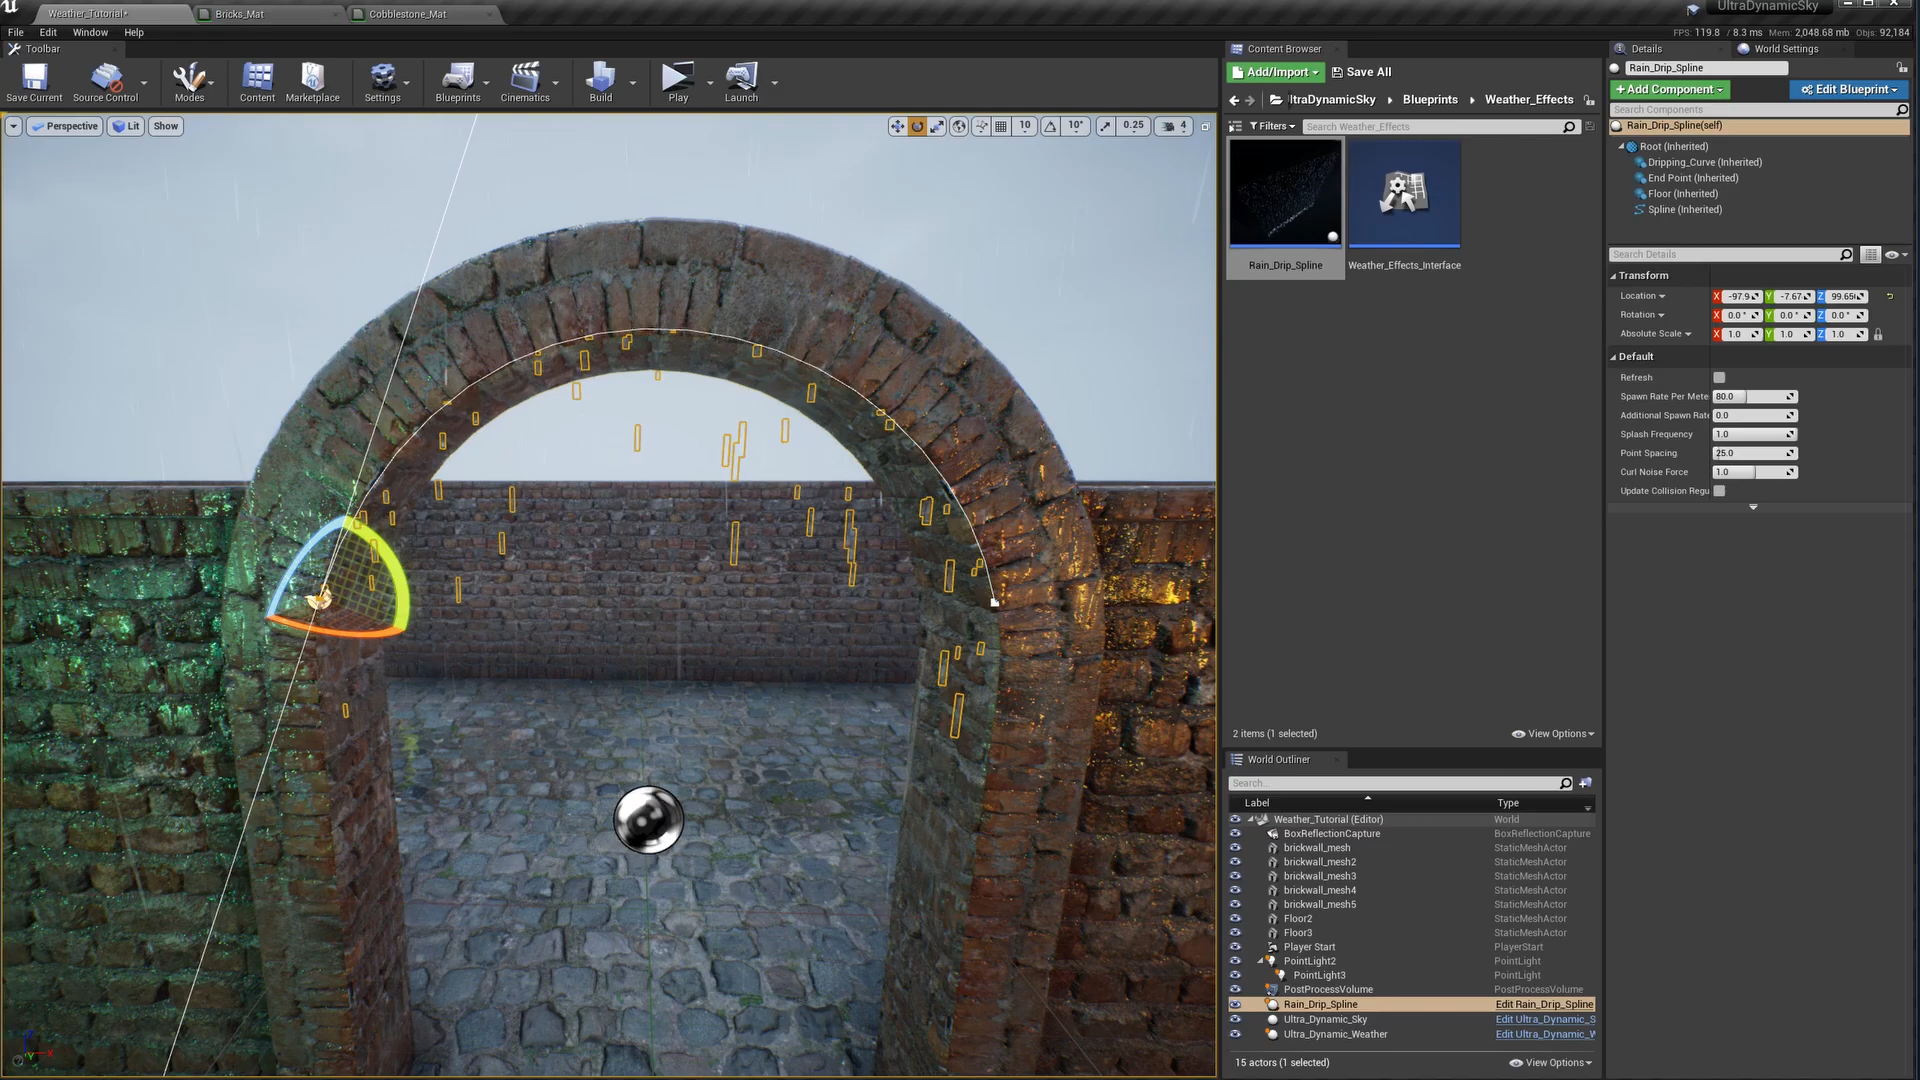 Weather_Tutorial*
Bricks_Mat
Cobblestone_Mat
UltraDynamicSky
File Edit Window Help
FPS: 119.8 / 8.3 ms Mem: 2,048.68 mb Objs: 92,184
Toolbar
Save Current
Source Control
Modes
Content
Marketplace
Settings
Blueprints
Cinematics
Build
Play
Launch
Perspective
Lit
Show
10
10°
0.25
4
Content Browser
Add/Import
Save All
ltraDynamicSky
Blueprints
Weather_Effects
Filters
Search Weather_Effects
Rain_Drip_Spline
Weather_Effects_Interface
2 items (1 selected)
View Options
World Outliner
Search...
Label Type
Weather_Tutorial (Editor) World
BoxReflectionCapture BoxReflectionCapture
brickwall_mesh StaticMeshActor
brickwall_mesh2 StaticMeshActor
brickwall_mesh3 StaticMeshActor
brickwall_mesh4 StaticMeshActor
brickwall_mesh5 StaticMeshActor
Floor2 StaticMeshActor
Floor3 StaticMeshActor
Player Start PlayerStart
PointLight2 PointLight
PointLight3 PointLight
PostProcessVolume PostProcessVolume
Rain_Drip_Spline Edit Rain_Drip_Spline
Ultra_Dynamic_Sky Edit Ultra_Dynamic_S
Ultra_Dynamic_Weather Edit Ultra_Dynamic_W
15 actors (1 selected)
View Options
Details
World Settings
Rain_Drip_Spline
+Add Component
Edit Blueprint
Search Components
Rain_Drip_Spline(self)
Root (Inherited)
Dripping_Curve (Inherited)
End Point (Inherited)
Floor (Inherited)
Spline (Inherited)
Search Details
Transform
Location X -97.9 Y -7.67 Z 99.65
Rotation X 0.0 ° Y 0.0 ° Z 0.0 °
Absolute Scale X 1.0 Y 1.0 Z 1.0
Default
Refresh
Spawn Rate Per Mete 80.0
Additional Spawn Rate 0.0
Splash Frequency 1.0
Point Spacing 25.0
Curl Noise Force 1.0
Update Collision Regu